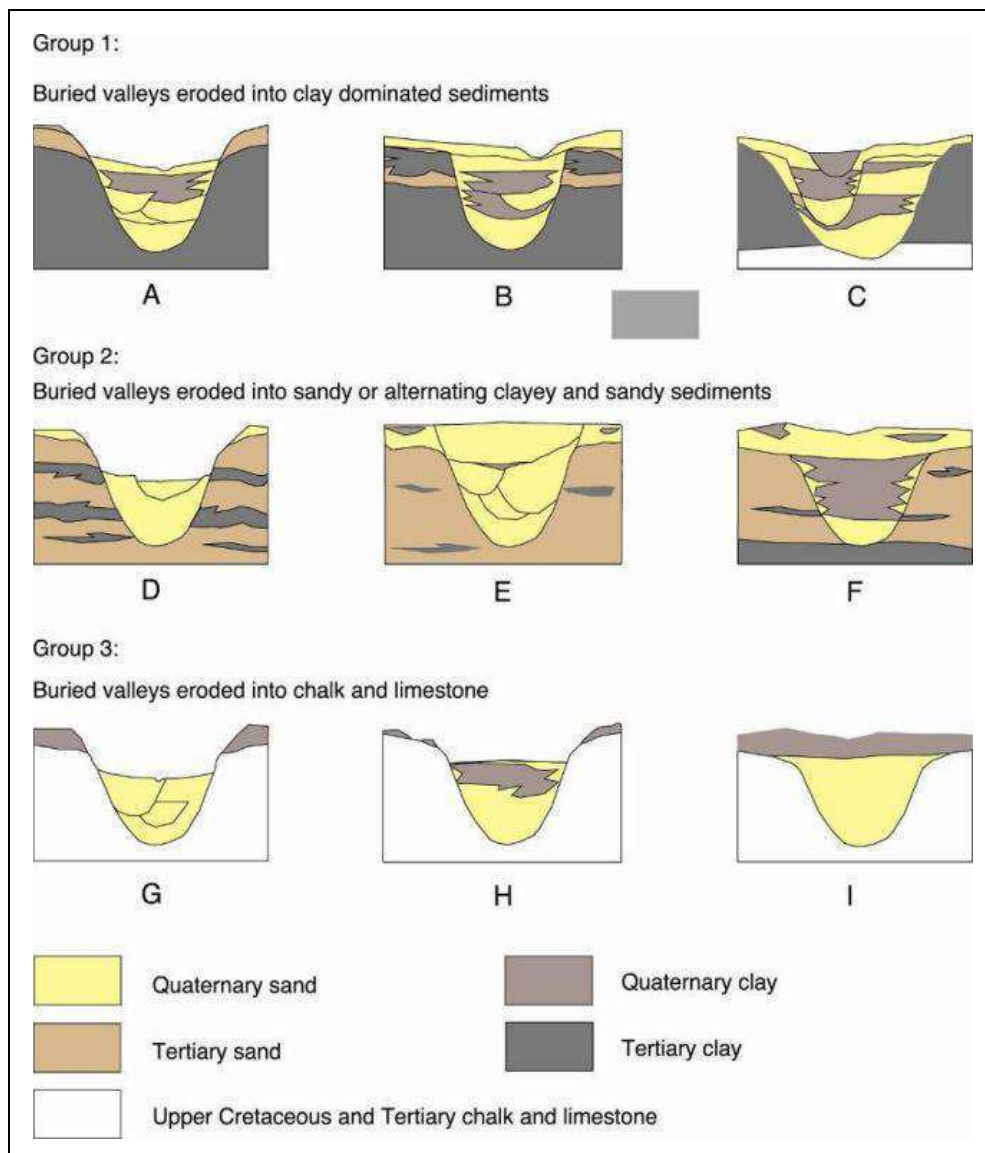 Group 1:
Buried valleys eroded into clay dominated sediments
A
B
C
Group 2:
Buried valleys eroded into sandy or alternating clayey and sandy sediments
D
E
F
Group 3:
Buried valleys eroded into chalk and limestone
G
H
I
Quaternary sand
Quaternary clay
Tertiary sand
Tertiary clay
Upper Cretaceous and Tertiary chalk and limestone